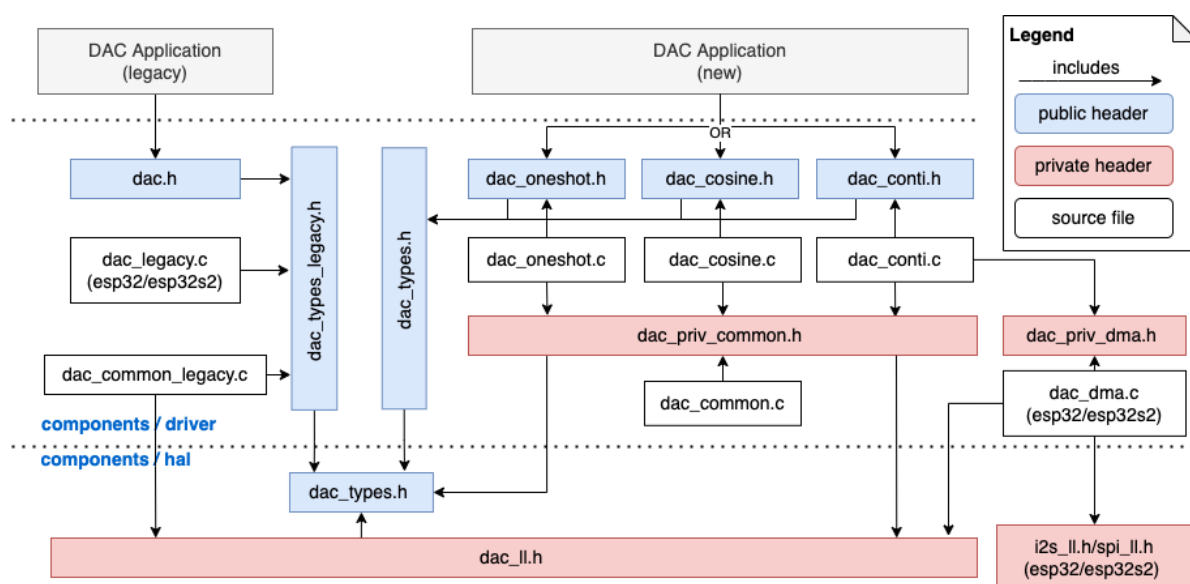 DAC Application
(legacy)
DAC Application
(new)
Legend
includes
public header
private header
source file
OR
dac.h
dac_types_legacy.h
dac_types.h
dac_oneshot.h
dac_cosine.h
dac_conti.h
dac_legacy.c
(esp32/esp32s2)
dac_oneshot.c
dac_cosine.c
dac_conti.c
dac_priv_common.h
dac_priv_dma.h
dac_common_legacy.c
dac_common.c
dac_dma.c
(esp32/esp32s2)
components / driver
components / hal
dac_types.h
dac_ll.h
i2s_ll.h/spi_ll.h
(esp32/esp32s2)